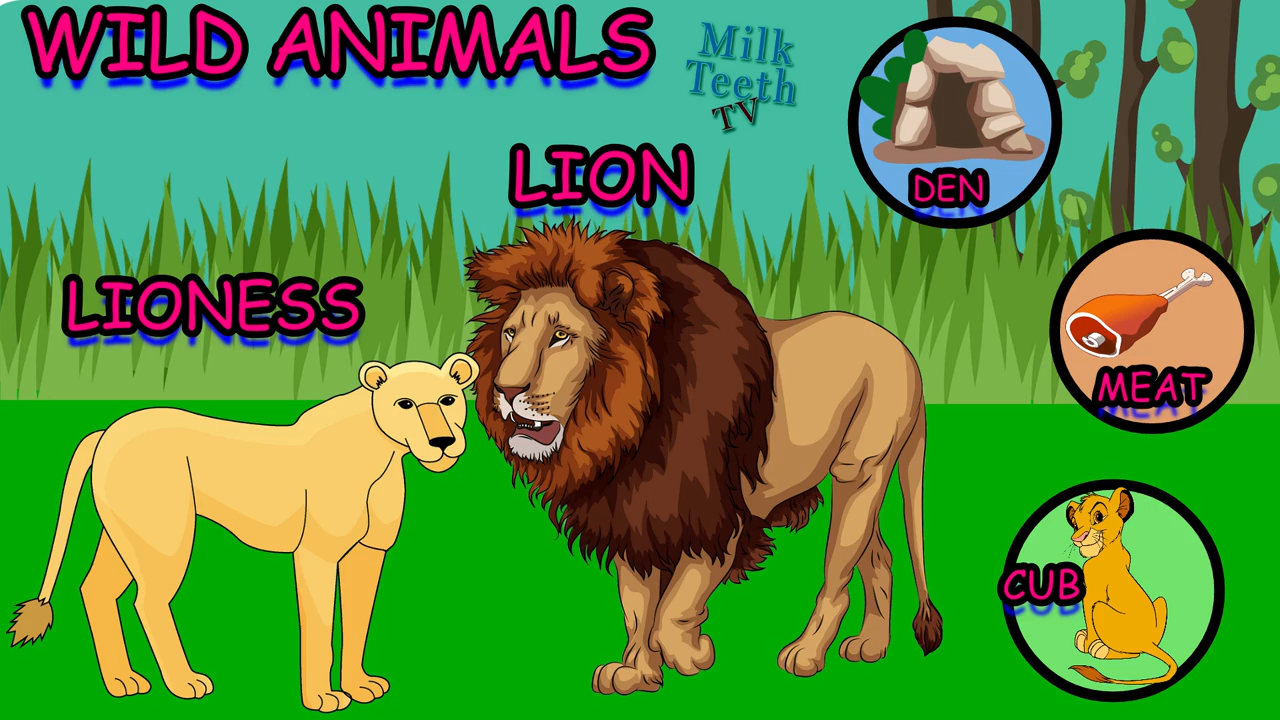 WILD ANIMALS
Milk
Teeth
TV
LION
DEN
LIONESS
MEAT
CUB